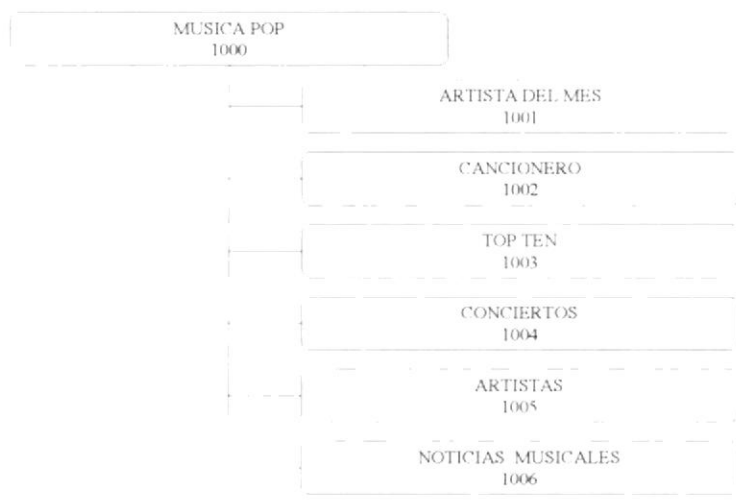 MUSICA POP
1000
ARTISTA DEL MES
1001
CANCIONERO
1002
TOP TEN
1003
CONCIERTOS
1004
ARTISTAS
1005
NOTICIAS MUSICALES
1006